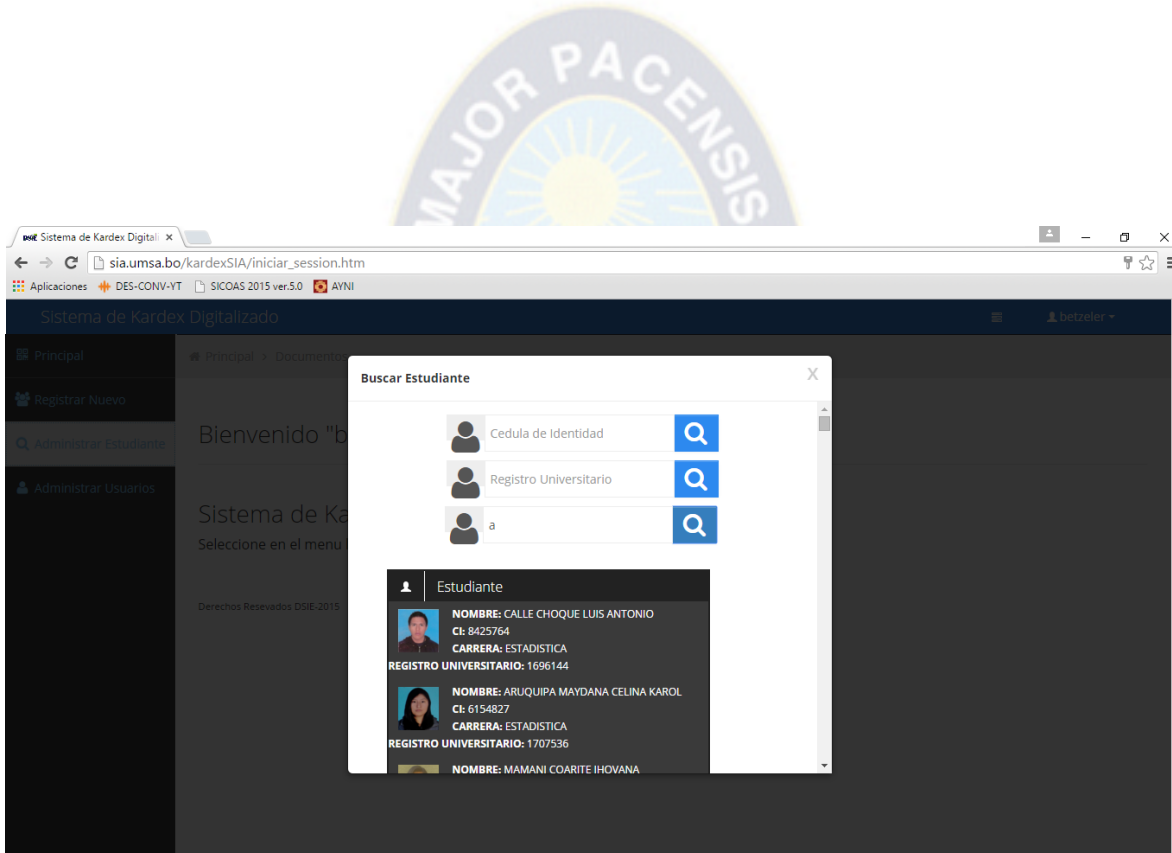 MAJOR PACENSIS
Sistema de Kardex Digitali
sia.umsa.bo/kardexSIA/iniciar_session.htm
Aplicaciones DES-CONV-YT SICOAS 2015 ver.5.0 AYNI
Sistema de Kardex Digitalizado betzeler
Principal
Principal > Documentos
Registrar Nuevo
Administrar Estudiante
Administrar Usuarios
Bienvenido "b
Sistema de Ka
Seleccione en el menu
Derechos Resevados DSIE-2015
Buscar Estudiante X
Cedula de Identidad
Registro Universitario
a
Estudiante
NOMBRE: CALLE CHOQUE LUIS ANTONIO
CI: 8425764
CARRERA: ESTADISTICA
REGISTRO UNIVERSITARIO: 1696144
NOMBRE: ARUQUIPA MAYDANA CELINA KAROL
CI: 6154827
CARRERA: ESTADISTICA
REGISTRO UNIVERSITARIO: 1707536
NOMBRE: MAMANI COARITE JHOVANA